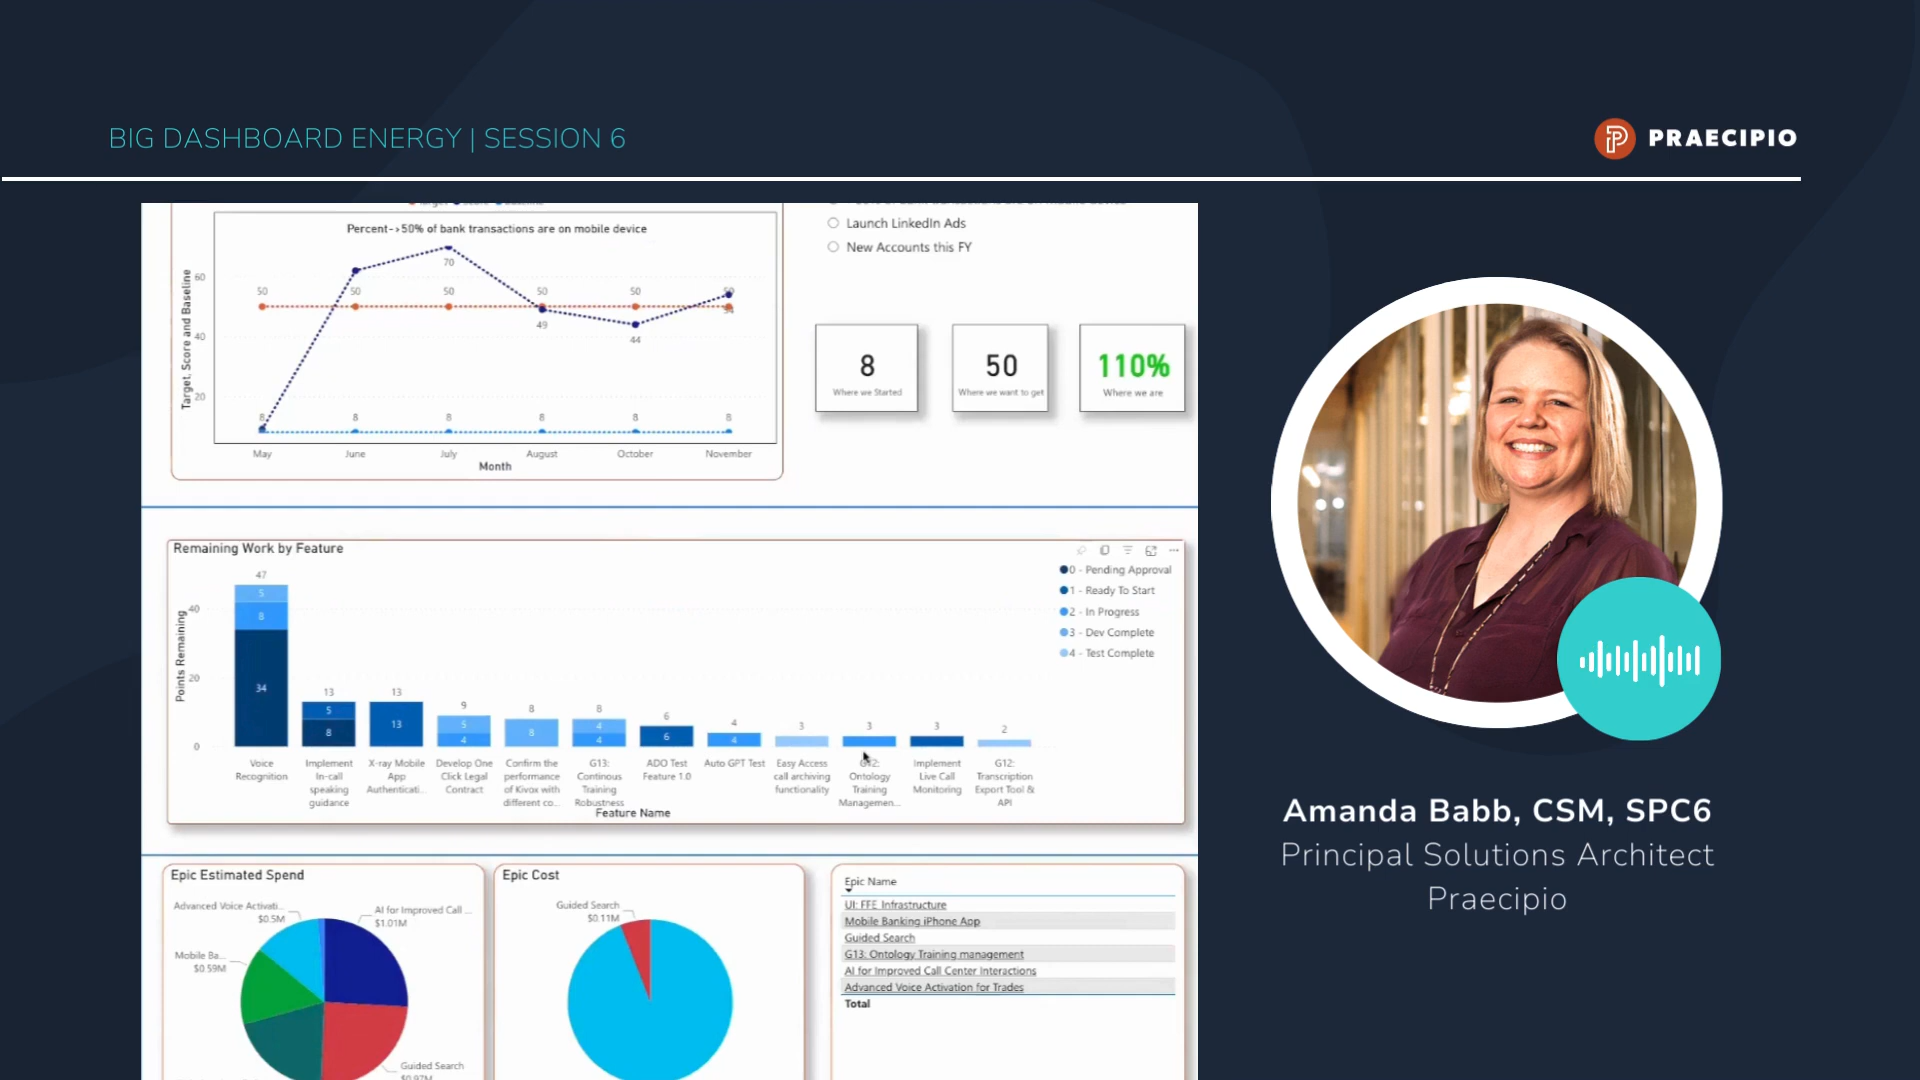 BIG DASHBOARD ENERGY | SESSION 6
PRAECIPIO
Percent->50% of bank transactions are on mobile device
Target, Score and Baseline
60
40
20
50
50
50
50
50
70
49
44
8
8
8
8
8
8
May
June
July
August
October
November
Month
Launch LinkedIn Ads
New Accounts this FY
8
Where we Started
50
Where we want to get
110%
Where we are
Remaining Work by Feature
0 - Pending Approval
1 - Ready To Start
2 - In Progress
3 - Dev Complete
4 - Test Complete
Points Remaining
40
20
0
47
5
8
34
13
5
8
13
13
9
5
4
8
8
8
4
4
6
6
4
4
3
3
3
2
Voice
Recognition
Implement
In-call
speaking
guidance
X-ray Mobile
App
Authenticati...
Develop One
Click Legal
Contract
Confirm the
performance
of Kivox with
different co...
G13:
Continous
Training
Robustness
ADO Test
Feature 1.0
Auto GPT Test
Easy Access
call archiving
functionality
G12:
Ontology
Training
Managemen...
Implement
Live Call
Monitoring
G12:
Transcription
Export Tool &
API
Feature Name
Epic Estimated Spend
Advanced Voice Activati...
$0.5M
AI for Improved Call ...
$1.01M
Mobile Ba...
$0.59M
Guided Search
$0.97M
Epic Cost
Guided Search
$0.11M
Epic Name
UI: FFE Infrastructure
Mobile Banking iPhone App
Guided Search
G13: Ontology Training management
AI for Improved Call Center Interactions
Advanced Voice Activation for Trades
Total
Amanda Babb, CSM, SPC6
Principal Solutions Architect
Praecipio